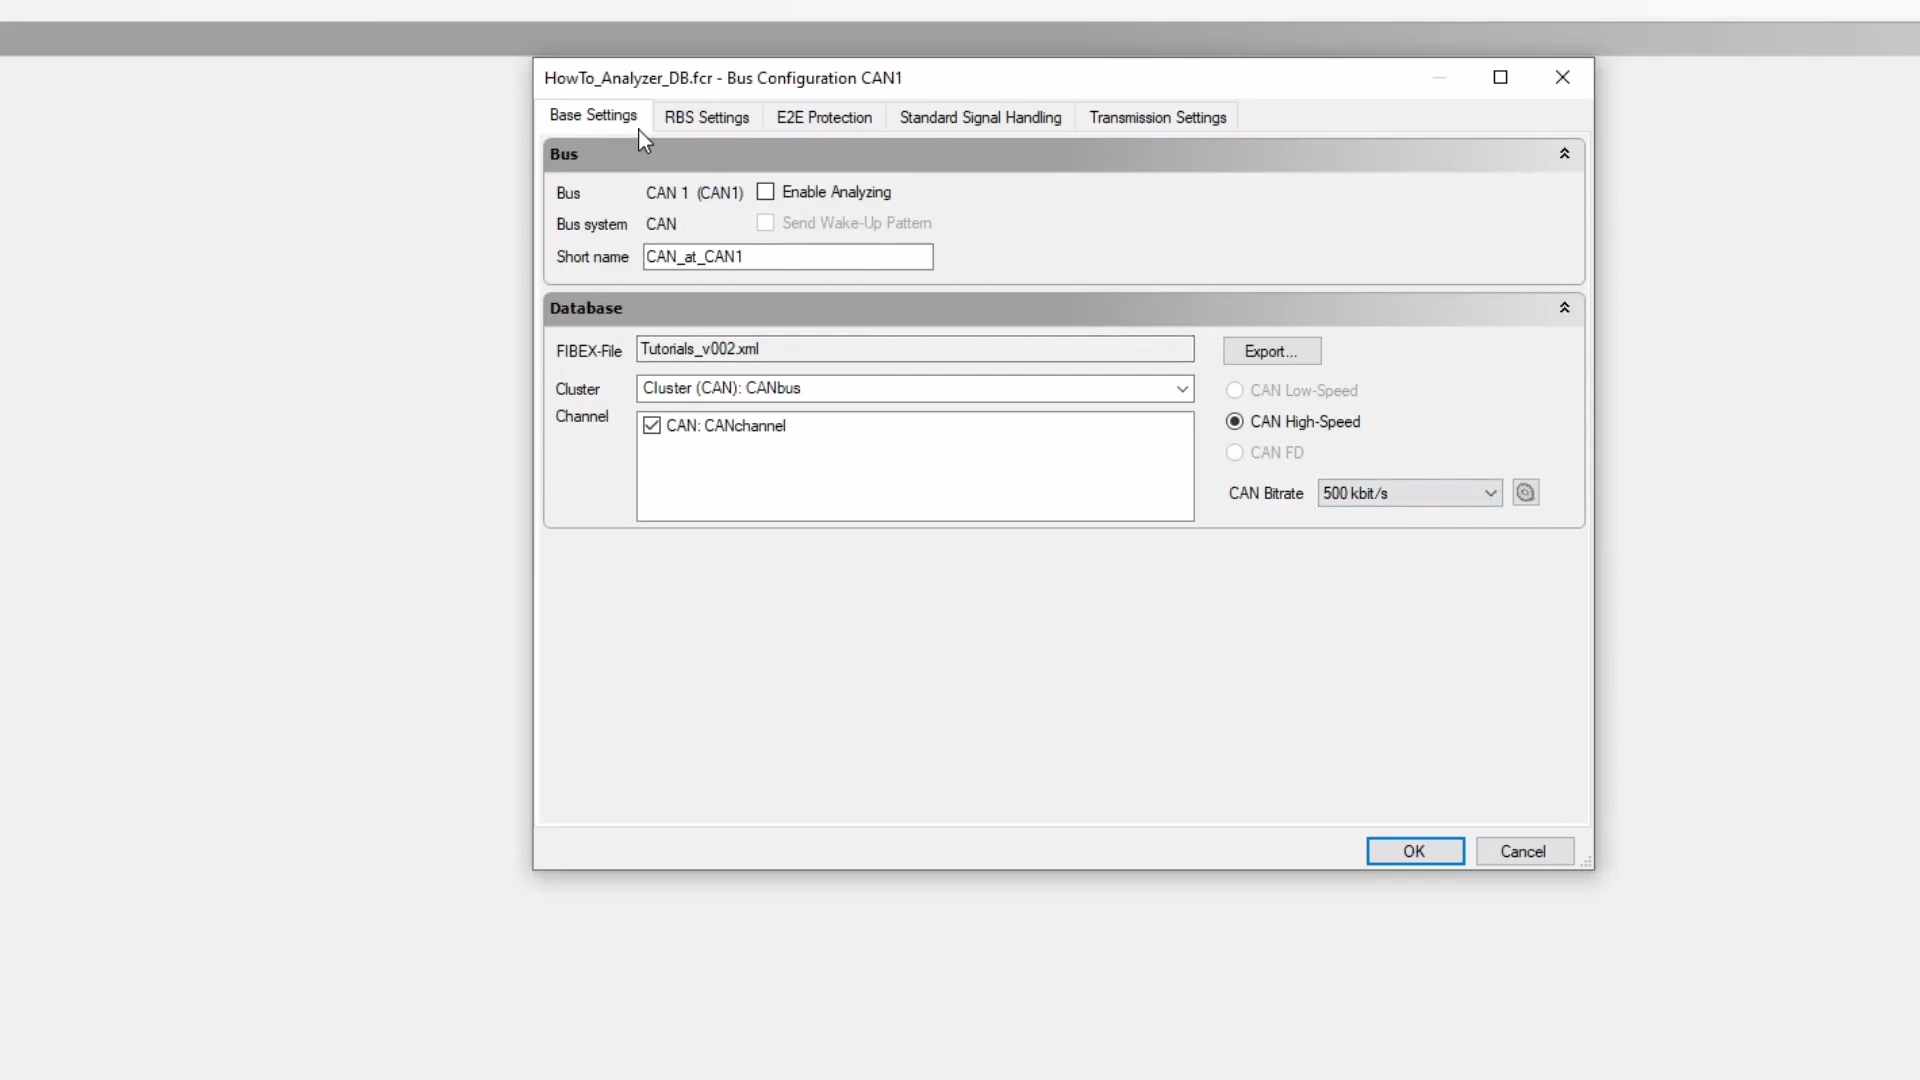 HowTo_Analyzer_DB.fcr - Bus Configuration CAN1
Base Settings RBS Settings E2E Protection Standard Signal Handling Transmission Settings
Bus
Bus CAN 1 (CAN1) Enable Analyzing
Bus system CAN Send Wake-Up Pattern
Short name CAN_at_CAN1
Database
FIBEX-File Tutorials_v002.xml Export...
Cluster Cluster (CAN): CANbus CAN Low-Speed
Channel CAN: CANchannel CAN High-Speed
CAN FD
CAN Bitrate 500 kbit/s
OK Cancel